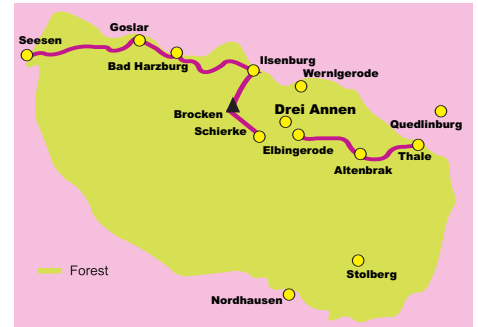 Goslar
Seesen
Bad Harzburg
Ilsenburg
Wernigerode
Brocken
Drei Annen
Quedlinburg
Schierke
Elbingerode
Thale
Altenbrak
Forest
Stolberg
Nordhausen